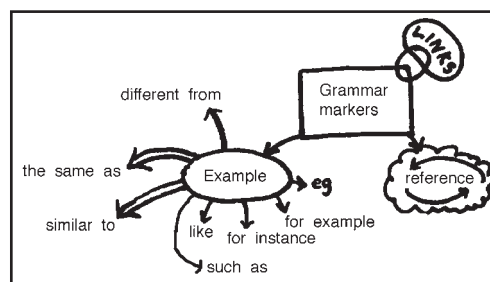 LINKS
Grammar
markers
different from
the same as
Example
eg
reference
similar to
like
for instance
for example
such as